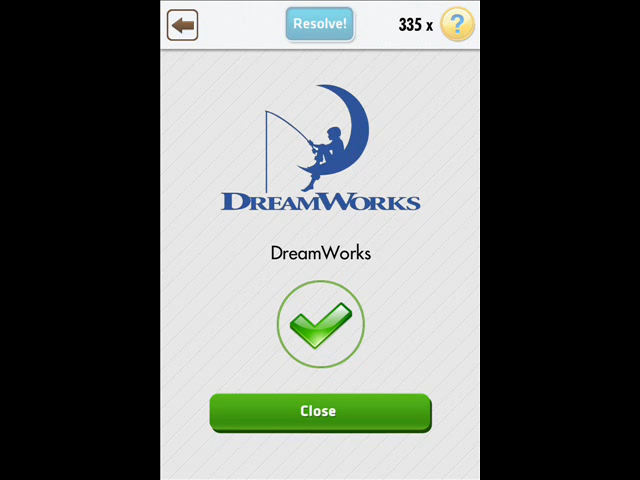 Resolve!
335 x ?
DREAMWORKS
DreamWorks
Close